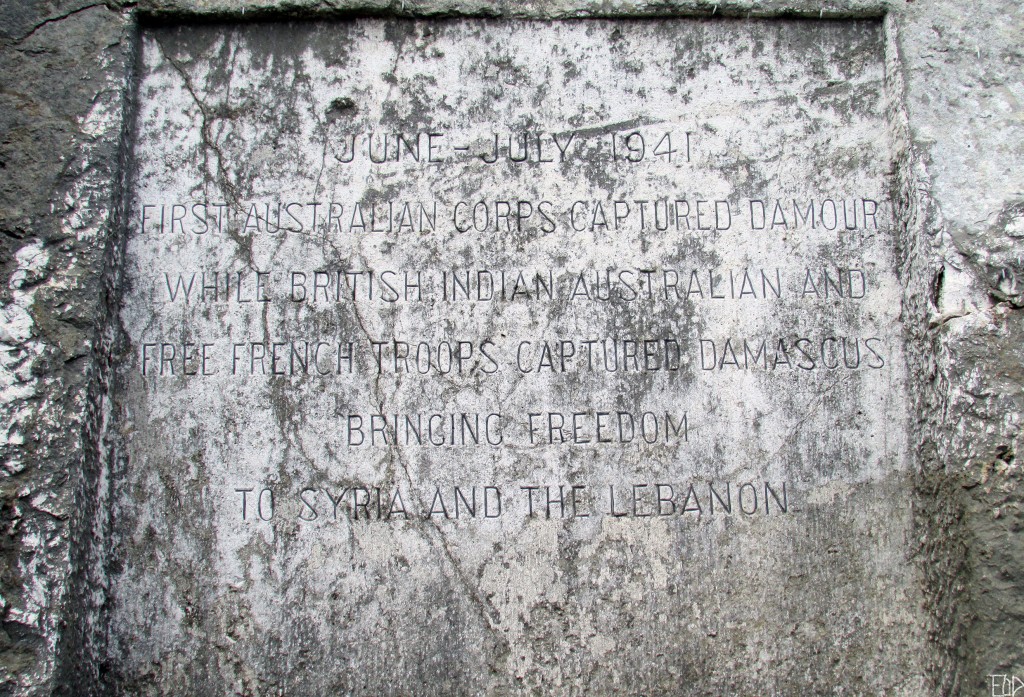 JUNE - JULY 1941
FIRST AUSTRALIAN CORPS CAPTURED DAMOUR
WHILE BRITISH, INDIAN AUSTRALIAN AND
FREE FRENCH TROOPS CAPTURED DAMASCUS
BRINGING FREEDOM
TO SYRIA AND THE LEBANON